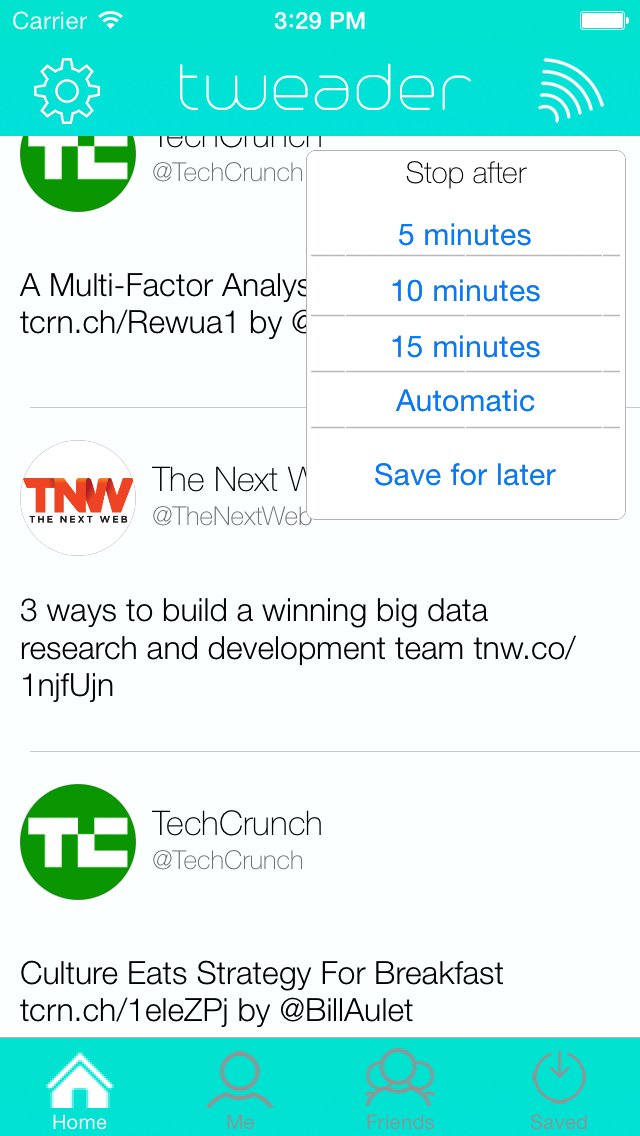 Carrier 3:29 PM
tweader
TechCrunch
@TechCrunch
Stop after
5 minutes
10 minutes
15 minutes
Automatic
Save for later
A Multi-Factor
tcrn.ch/Rewua1 by
TNW
THE NEXT WEB
The Next
@TheNextWeb
3 ways to build a winning big data
research and development team tnw.co/
1njfUjn
TC
TechCrunch
@TechCrunch
Culture Eats Strategy For Breakfast
tcrn.ch/1eleZPj by @BillAulet
Home Me Friends Saved